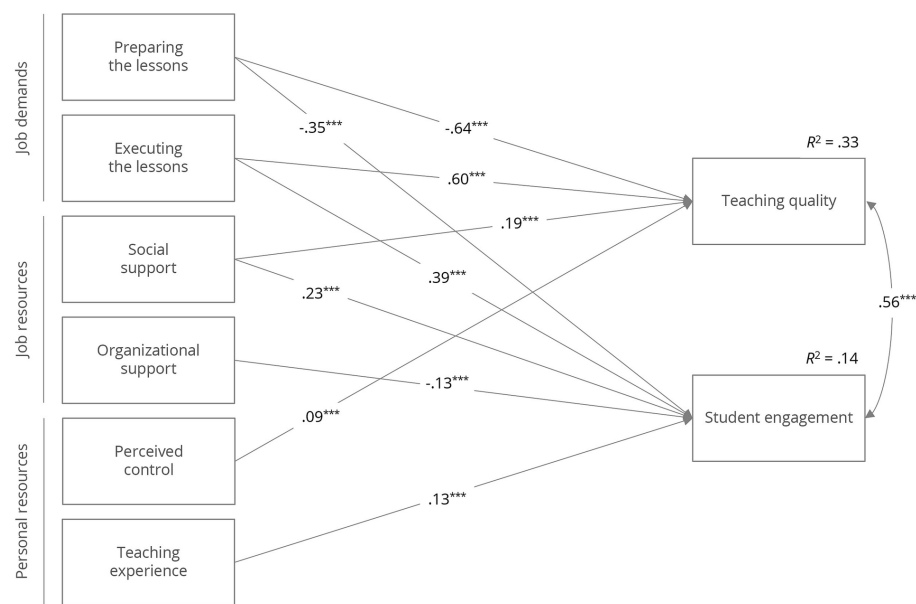 Job demands
Preparing
the lessons
Executing
the lessons
Job resources
Social
support
Organizational
support
Personal resources
Perceived
control
Teaching
experience
-.35***
-.64***
.60***
.19***
.39***
.23***
-.13***
.09***
.13***
R² = .33
Teaching quality
.56***
R² = .14
Student engagement